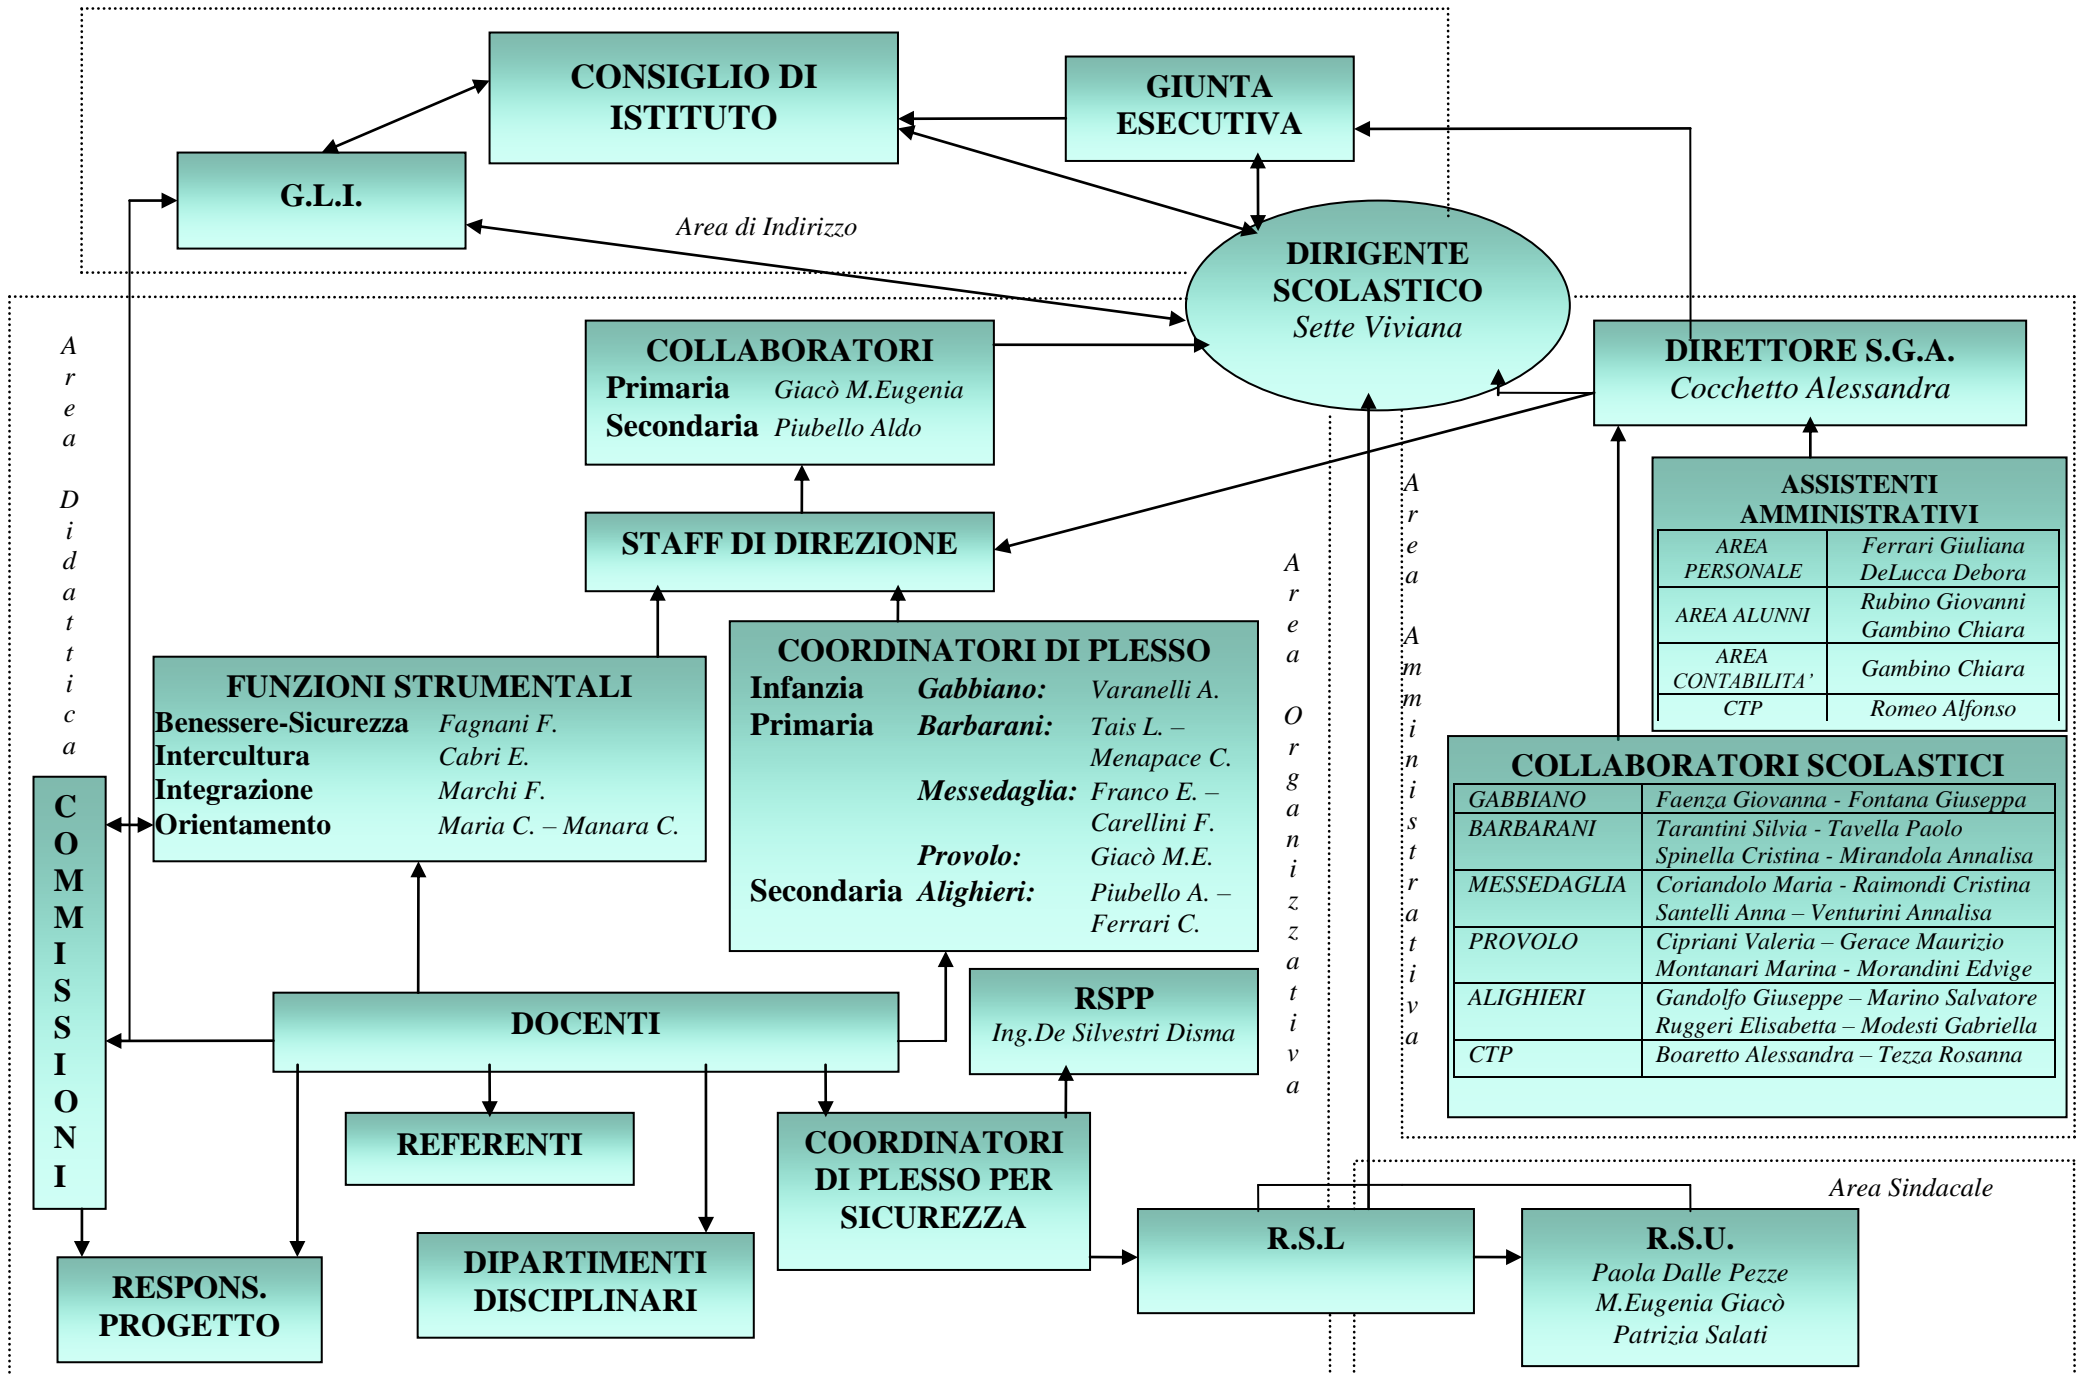 CONSIGLIO DI
ISTITUTO
GIUNTA
ESECUTIVA
G.L.I.
Area di Indirizzo
DIRIGENTE
SCOLASTICO
Sette Viviana
Area Didattica
COLLABORATORI
Primaria Giacò M.Eugenia
Secondaria Piubello Aldo
DIRETTORE S.G.A.
Cocchetto Alessandra
STAFF DI DIREZIONE
Area Organizzativa
Area Amministrativa
ASSISTENTI
AMMINISTRATIVI
AREA PERSONALE Ferrari Giuliana
DeLucca Debora
AREA ALUNNI Rubino Giovanni
Gambino Chiara
AREA CONTABILITA’ Gambino Chiara
CTP Romeo Alfonso
FUNZIONI STRUMENTALI
Benessere-Sicurezza Fagnani F.
Intercultura Cabri E.
Integrazione Marchi F.
Orientamento Maria C. – Manara C.
COORDINATORI DI PLESSO
Infanzia Gabbiano: Varanelli A.
Primaria Barbarani: Tais L. –
Menapace C.
Messedaglia: Franco E. –
Carellini F.
Provolo: Giacò M.E.
Secondaria Alighieri: Piubello A. –
Ferrari C.
COLLABORATORI SCOLASTICI
GABBIANO Faenza Giovanna - Fontana Giuseppa
BARBARANI Tarantini Silvia - Tavella Paolo
Spinella Cristina - Mirandola Annalisa
MESSEDAGLIA Coriandolo Maria - Raimondi Cristina
Santelli Anna – Venturini Annalisa
PROVOLO Cipriani Valeria – Gerace Maurizio
Montanari Marina - Morandini Edvige
ALIGHIERI Gandolfo Giuseppe – Marino Salvatore
Ruggeri Elisabetta – Modesti Gabriella
CTP Boaretto Alessandra – Tezza Rosanna
COMMISSIONI
DOCENTI
RSPP
Ing.De Silvestri Disma
REFERENTI
COORDINATORI
DI PLESSO PER
SICUREZZA
DIPARTIMENTI
DISCIPLINARI
RESPONS.
PROGETTO
R.S.L
Area Sindacale
R.S.U.
Paola Dalle Pezze
M.Eugenia Giacò
Patrizia Salati